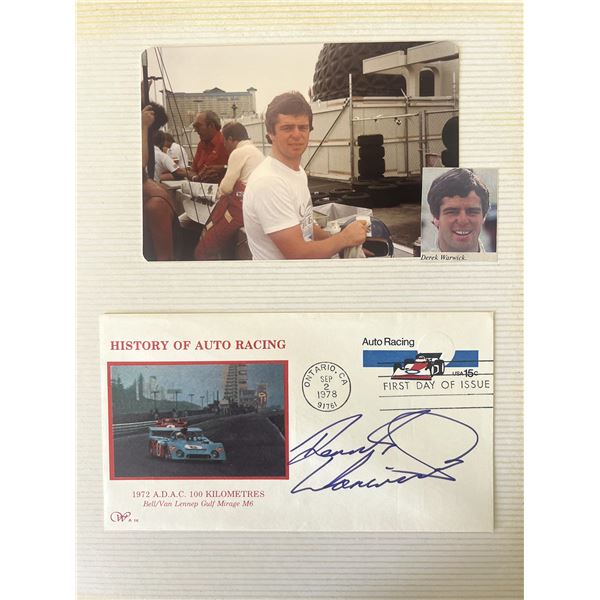 Derek Warwick.
HISTORY OF AUTO RACING
Auto Racing
USA 15c
ONTARIO, CA
SEP
2
1978
91761
FIRST DAY OF ISSUE
Derek
Warwick
1972 A.D.A.C. 100 KILOMETRES
Bell/Van Lennep Gulf Mirage M6